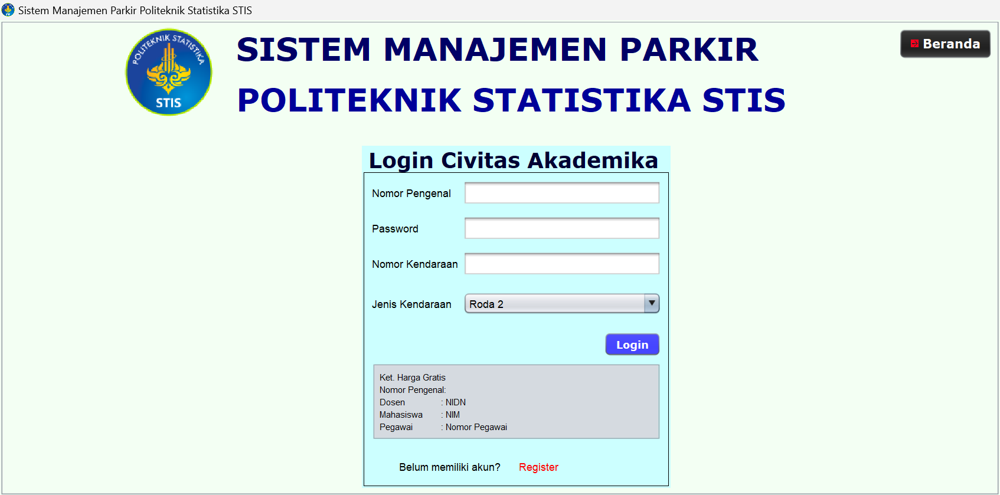 Sistem Manajemen Parkir Politeknik Statistika STIS
POLITEKNIK STATISTIKA
STIS
SISTEM MANAJEMEN PARKIR
POLITEKNIK STATISTIKA STIS
Beranda
Login Civitas Akademika
Nomor Pengenal
Password
Nomor Kendaraan
Jenis Kendaraan Roda 2
Login
Ket. Harga Gratis
Nomor Pengenal:
Dosen : NIDN
Mahasiswa : NIM
Pegawai : Nomor Pegawai
Belum memiliki akun? Register